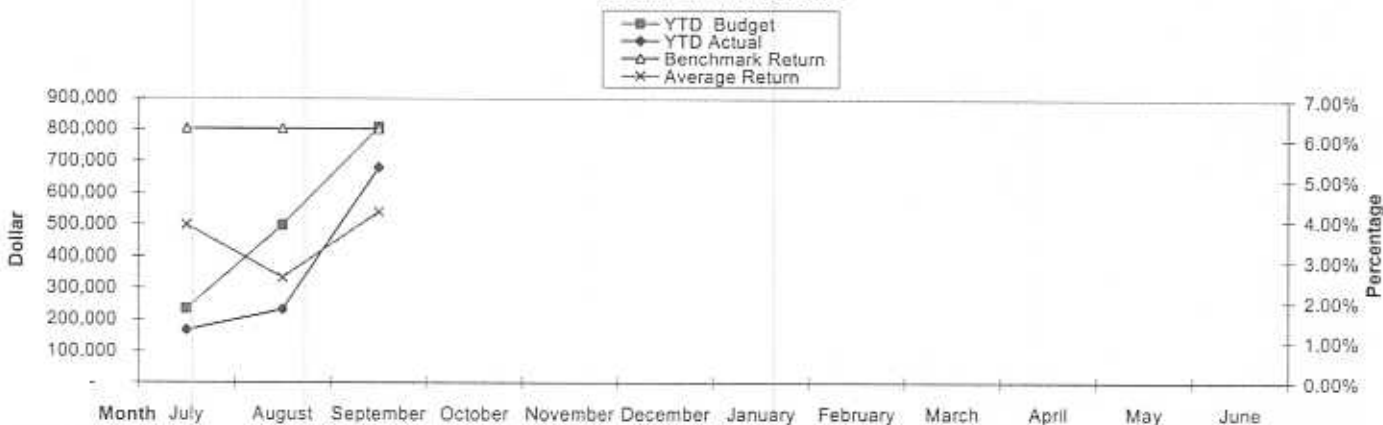 YTD Budget
YTD Actual
Benchmark Return
Average Return
900,000
800,000
700,000
600,000
500,000
400,000
300,000
200,000
100.000
-
Dollar
7.00%
6.00%
5.00%
4.00%
3.00%
2.00%
1.00%
0.00%
Percentage
Month July August September October November December January February March April May June